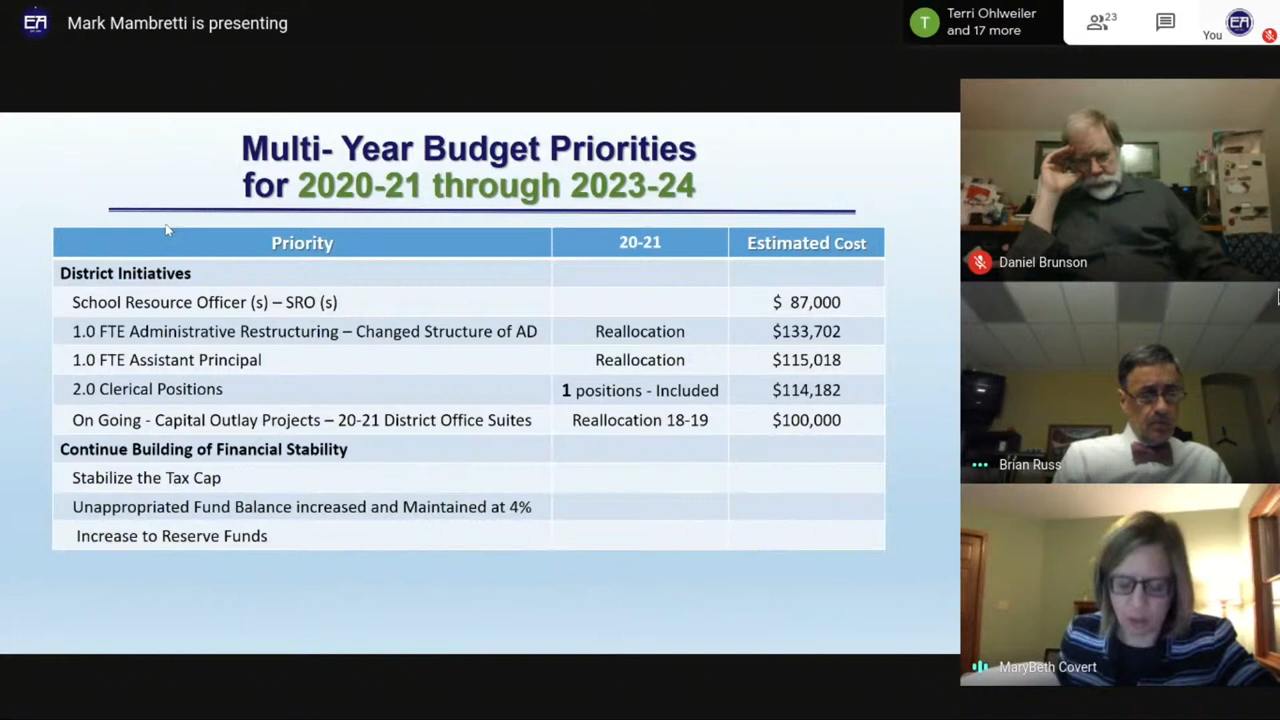 EA
Mark Mambretti is presenting
T
Terri Ohlweiler
and 17 more
23
You
EA
Multi- Year Budget Priorities
for 2020-21 through 2023-24
Priority 20-21 Estimated Cost
District Initiatives
School Resource Officer (s) – SRO (s) $ 87,000
1.0 FTE Administrative Restructuring – Changed Structure of AD Reallocation $133,702
1.0 FTE Assistant Principal Reallocation $115,018
2.0 Clerical Positions 1 positions - Included $114,182
On Going - Capital Outlay Projects – 20-21 District Office Suites Reallocation 18-19 $100,000
Continue Building of Financial Stability
Stabilize the Tax Cap
Unappropriated Fund Balance increased and Maintained at 4%
Increase to Reserve Funds
Daniel Brunson
Brian Russ
MaryBeth Covert